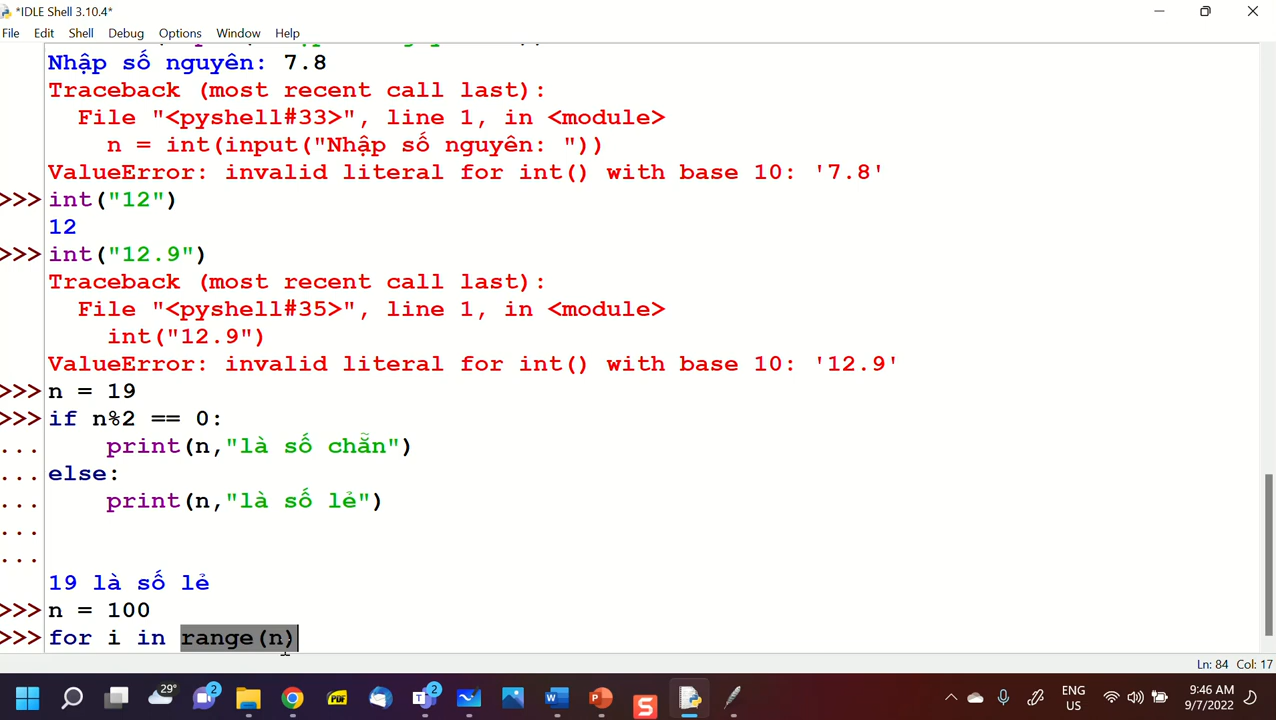 *IDLE Shell 3.10.4*
File Edit Shell Debug Options Window Help
Nhập số nguyên: 7.8
Traceback (most recent call last):
File "<pyshell#33>", line 1, in <module>
n = int(input("Nhập số nguyên: "))
ValueError: invalid literal for int() with base 10: '7.8'
>>> int("12")
12
>>> int("12.9")
Traceback (most recent call last):
File "<pyshell#35>", line 1, in <module>
int("12.9")
ValueError: invalid literal for int() with base 10: '12.9'
>>> n = 19
>>> if n%2 == 0:
... print(n,"là số chẵn")
... else:
... print(n,"là số lẻ")
...
...
19 là số lẻ
>>> n = 100
>>> for i in range(n)
Ln: 84 Col: 17
29°
2
PDF
2
W
P
S
ENG
US
9:46 AM
9/7/2022